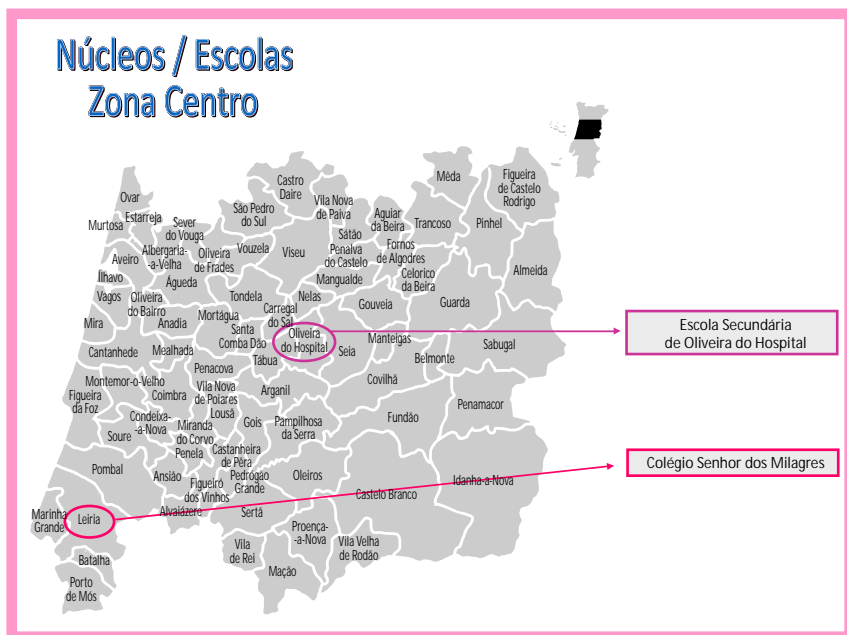 Núcleos / Escolas
Zona Centro
Castro
Daire
Mêda
Figueira
de Castelo
Rodrigo
Ovar
Murtosa
Estarreja
Sever
do Vouga
São Pedro
do Sul
Vila Nova
de Paiva
Aguiar
da Beira
Trancoso
Pinhel
Aveiro
Albergaria-
-a-Velha
Oliveira
de Frades
Vouzela
Viseu
Sátão
Penalva
do Castelo
Fornos
de Algodres
Almeida
Ílhavo
Águeda
Mangualde
Celorico
da Beira
Vagos
Oliveira
do Bairro
Tondela
Nelas
Gouveia
Guarda
Mira
Anadia
Mortágua
Carregal
do Sal
Santa
Comba Dão
Oliveira
do Hospital
Seia
Manteigas
Sabugal
Escola Secundária
de Oliveira do Hospital
Cantanhede
Mealhada
Tábua
Belmonte
Penacova
Covilhã
Montemor-o-Velho
Coimbra
Vila Nova
de Poiares
Arganil
Figueira
da Foz
Lousã
Penamacor
Condeixa-
-a-Nova
Miranda
do Corvo
Gois
Pampilhosa
da Serra
Fundão
Soure
Penela
Castanheira
de Pêra
Pombal
Ansião
Figueiró
dos Vinhos
Pedrógão
Grande
Oleiros
Castelo Branco
Idanha-a-Nova
Colégio Senhor dos Milagres
Marinha
Grande
Leiria
Alvaiázere
Sertã
Proença-
-a-Nova
Vila
de Rei
Vila Velha
de Rodão
Batalha
Mação
Porto
de Mós